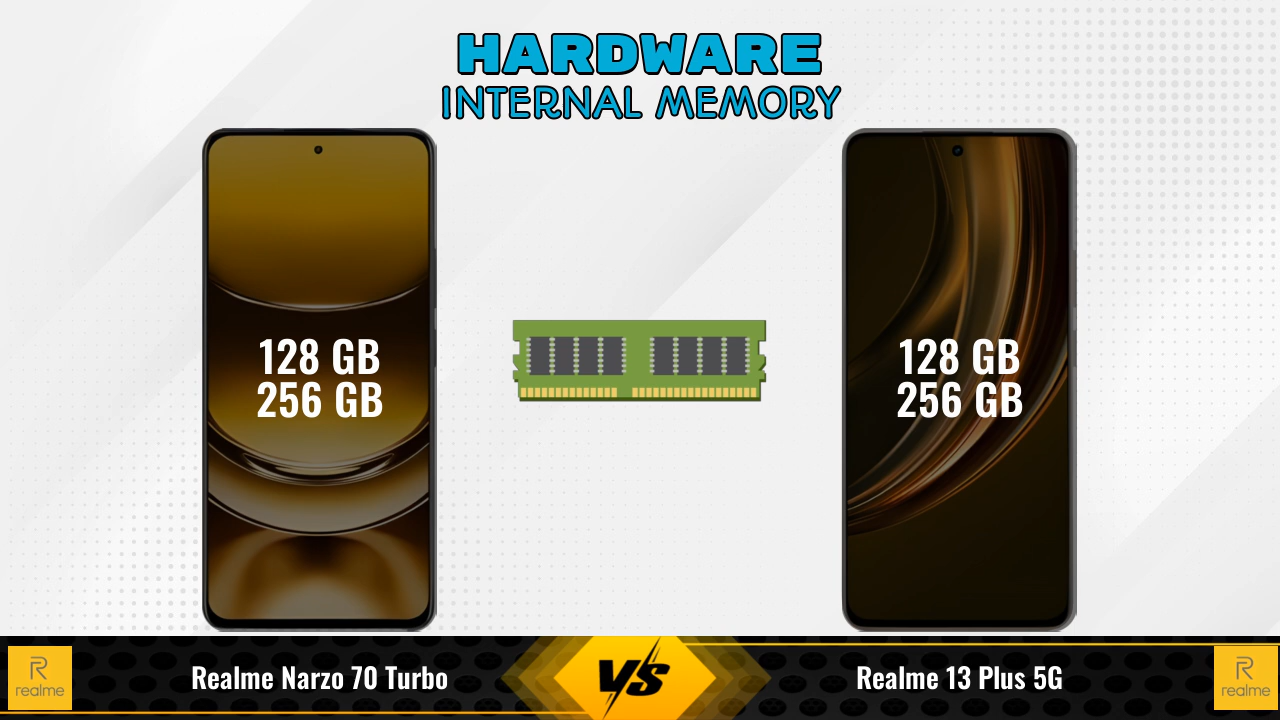 HARDWARE
INTERNAL MEMORY
128 GB
256 GB
128 GB
256 GB
realme
Realme Narzo 70 Turbo
VS
Realme 13 Plus 5G
realme